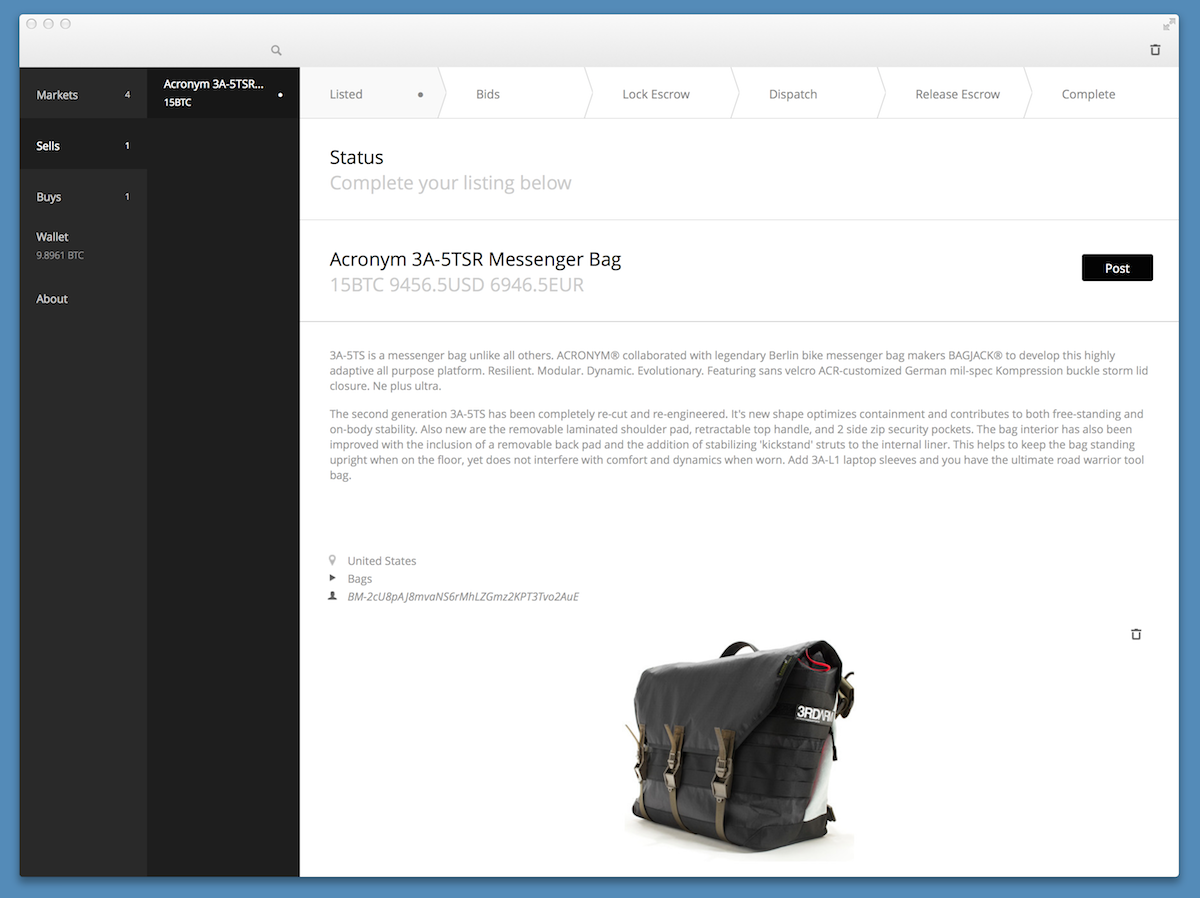 Markets 4
Sells 1
Buys 1
Wallet
9.8961 BTC
About
Acronym 3A-5TSR...
15BTC
Listed
Bids
Lock Escrow
Dispatch
Release Escrow
Complete
Status
Complete your listing below
Acronym 3A-5TSR Messenger Bag
15BTC 9456.5USD 6946.5EUR
Post
3A-5TS is a messenger bag unlike all others. ACRONYM® collaborated with legendary Berlin bike messenger bag makers BAGJACK® to develop this highly
adaptive all purpose platform. Resilient. Modular. Dynamic. Evolutionary. Featuring sans velcro ACR-customized German mil-spec Kompression buckle storm lid
closure. Ne plus ultra.
The second generation 3A-5TS has been completely re-cut and re-engineered. It's new shape optimizes containment and contributes to both free-standing and
on-body stability. Also new are the removable laminated shoulder pad, retractable top handle, and 2 side zip security pockets. The bag interior has also been
improved with the inclusion of a removable back pad and the addition of stabilizing 'kickstand' struts to the internal liner. This helps to keep the bag standing
upright when on the floor, yet does not interfere with comfort and dynamics when worn. Add 3A-L1 laptop sleeves and you have the ultimate road warrior tool
bag.
United States
Bags
BM-2cU8pAJ8mvaNS6rMhLZGmz2KPT3Tvo2AuE